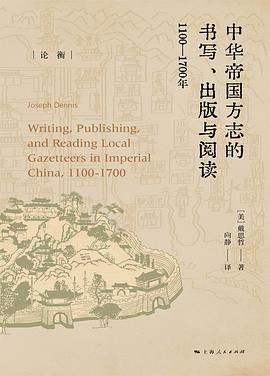 中华帝国方志的
书写、出版与阅读
1100—1700年
｜论衡｜
Joseph Dennis
Writing, Publishing,
and Reading Local
Gazetteers in Imperial
China, 1100-1700
［美］戴思哲 著
向静 译
上海人民出版社